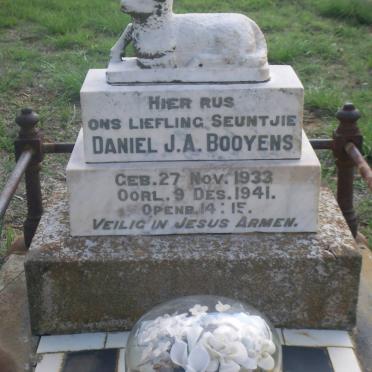 HIER RUS
ONS LIEFLING SEUNTJIE
DANIEL J.A. BOOYENS
GEB. 27 NOV. 1933
OORL. 9 DES. 1941.
OPENB. 14:15.
VEILIG IN JESUS ARMEN.